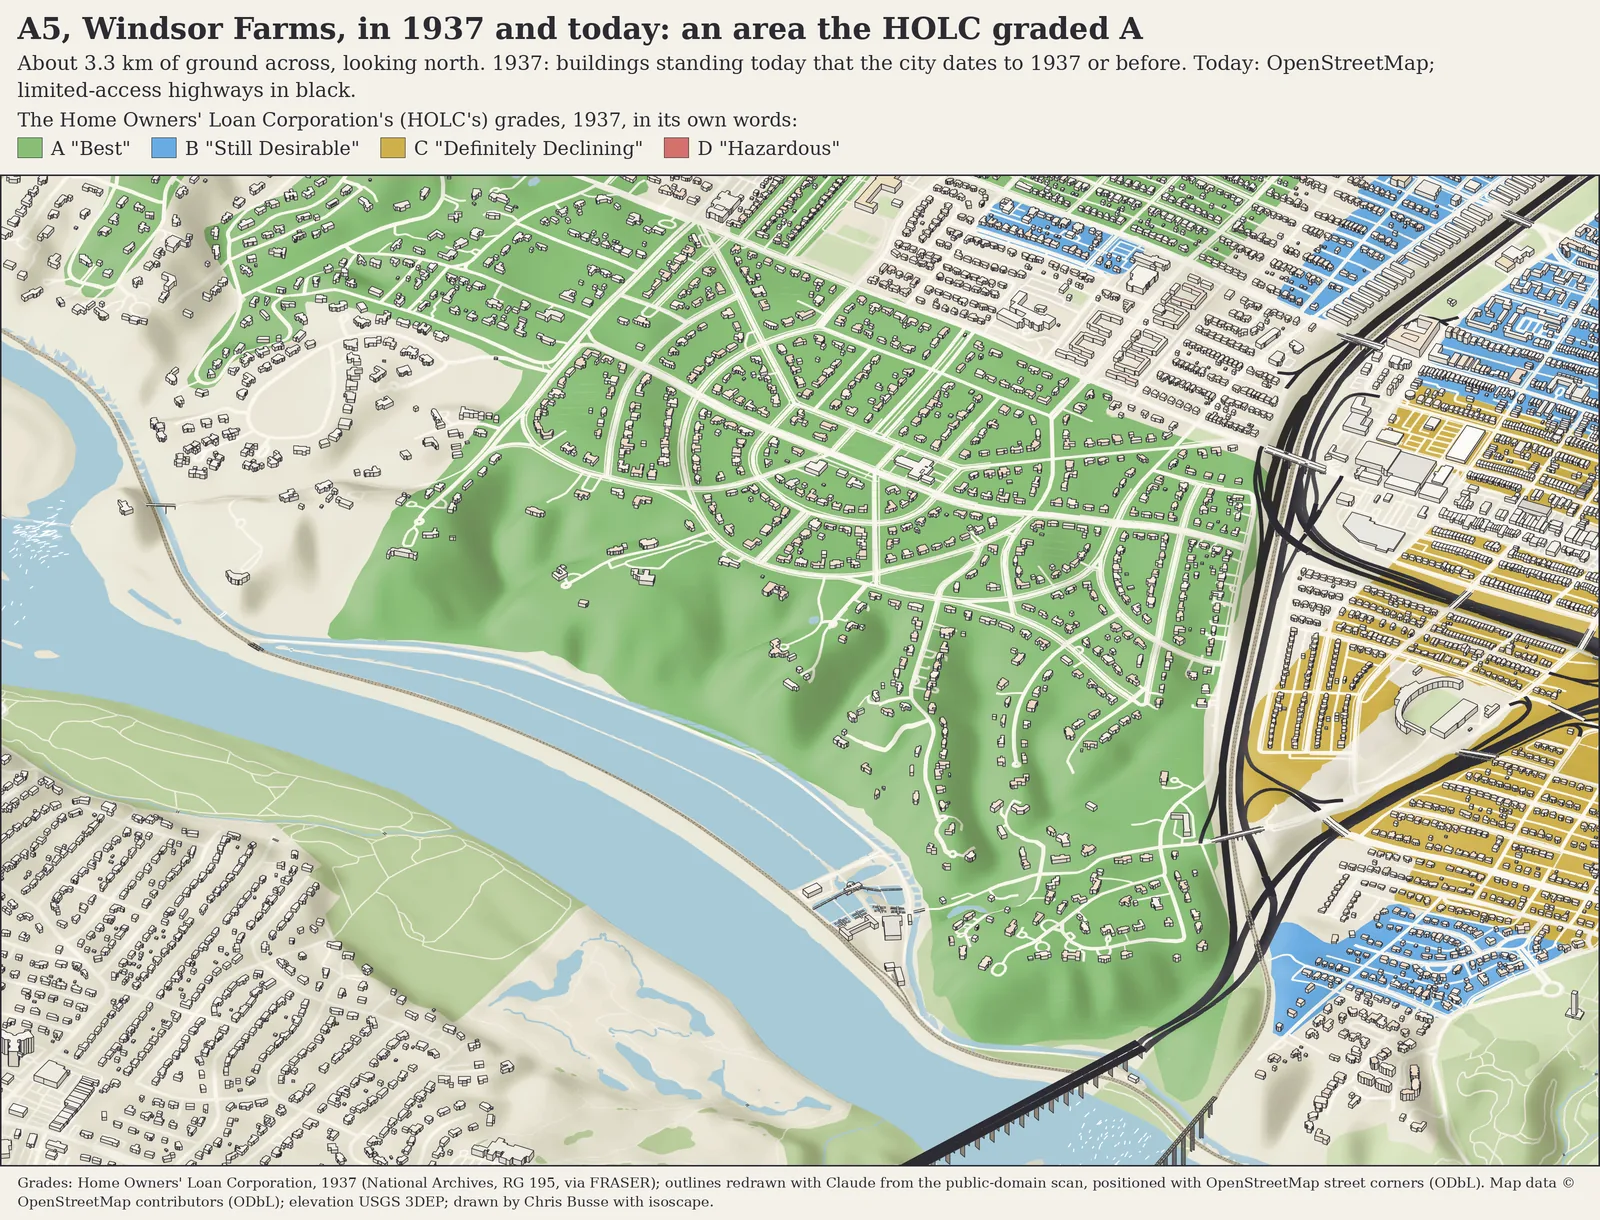 A5, Windsor Farms, in 1937 and today: an area the HOLC graded A
About 3.3 km of ground across, looking north. 1937: buildings standing today that the city dates to 1937 or before. Today: OpenStreetMap;
limited-access highways in black.
The Home Owners' Loan Corporation's (HOLC's) grades, 1937, in its own words:
A "Best" B "Still Desirable" C "Definitely Declining" D "Hazardous"
Grades: Home Owners' Loan Corporation, 1937 (National Archives, RG 195, via FRASER); outlines redrawn with Claude from the public-domain scan, positioned with OpenStreetMap street corners (ODbL). Map data ©
OpenStreetMap contributors (ODbL); elevation USGS 3DEP; drawn by Chris Busse with isoscape.